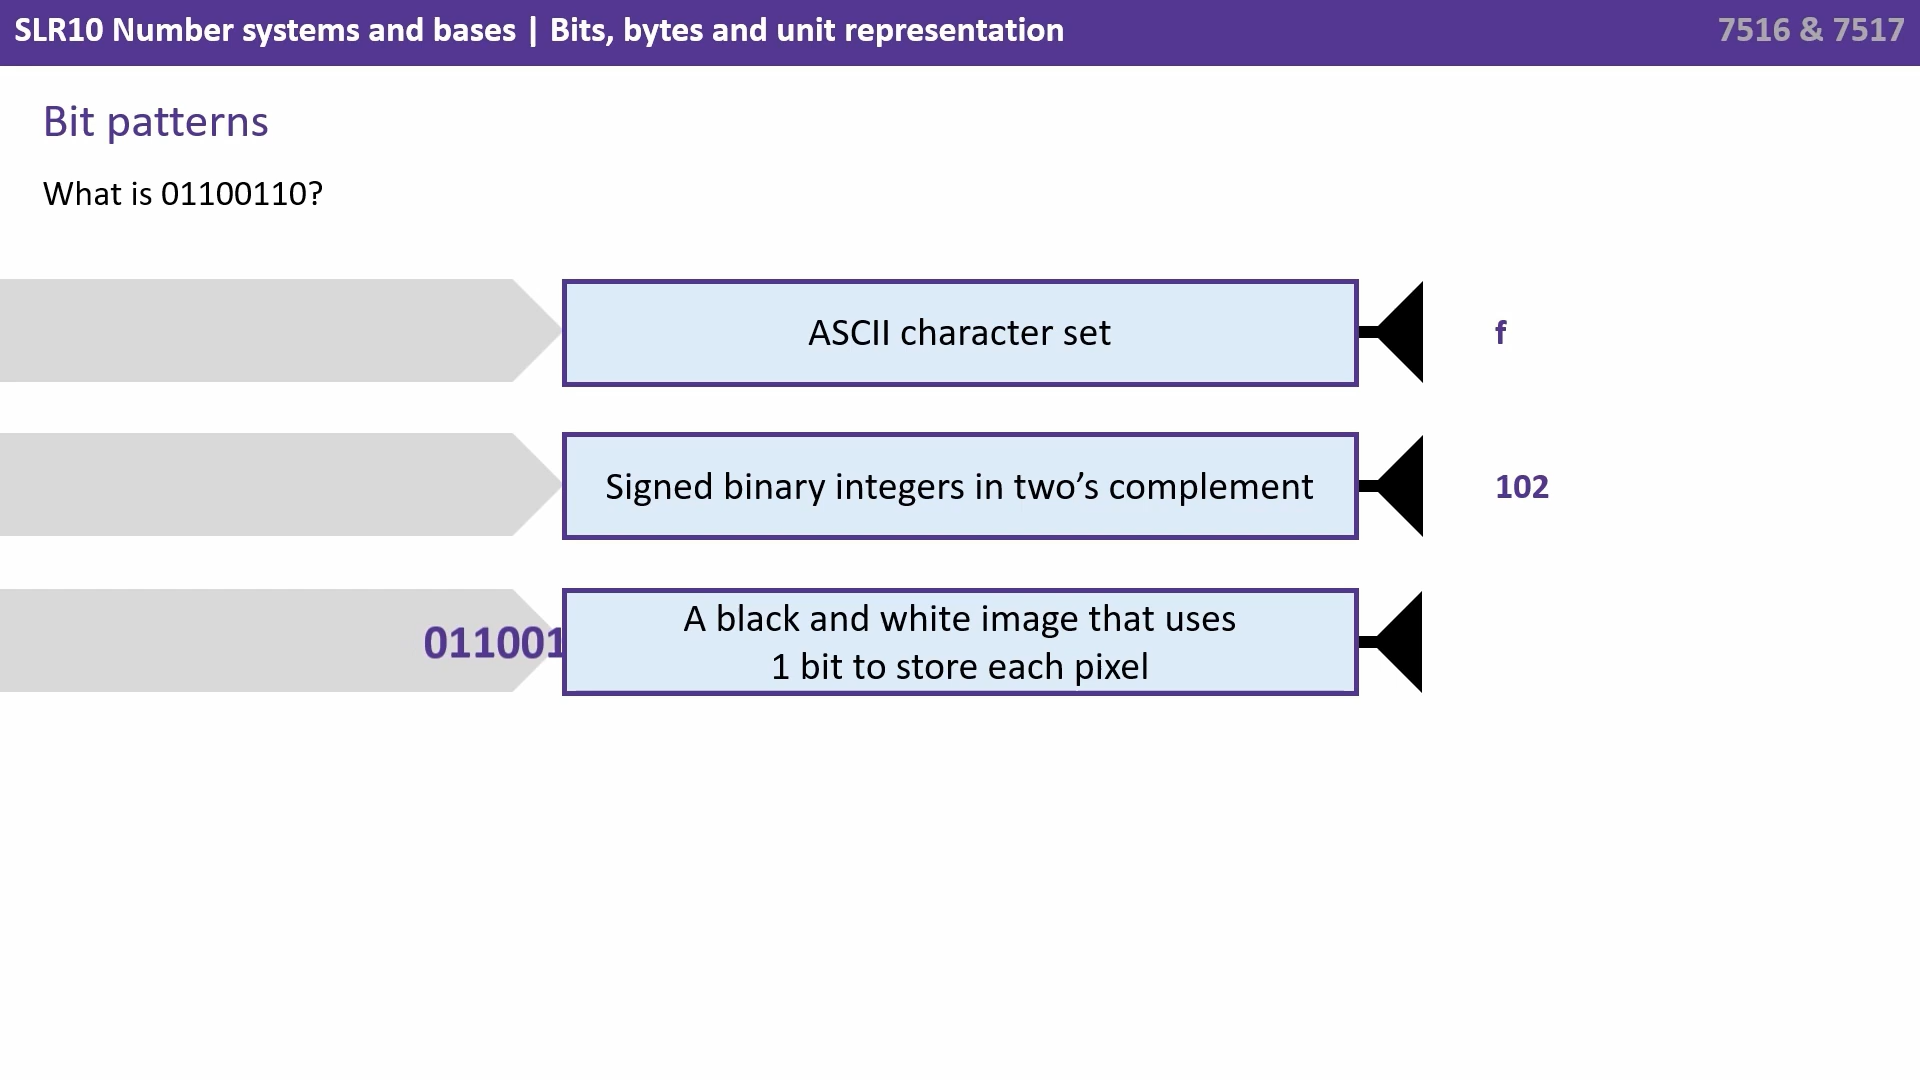 SLR10 Number systems and bases | Bits, bytes and unit representation
7516 & 7517
Bit patterns
What is 01100110?
ASCII character set
f
Signed binary integers in two’s complement
102
011001
A black and white image that uses
1 bit to store each pixel